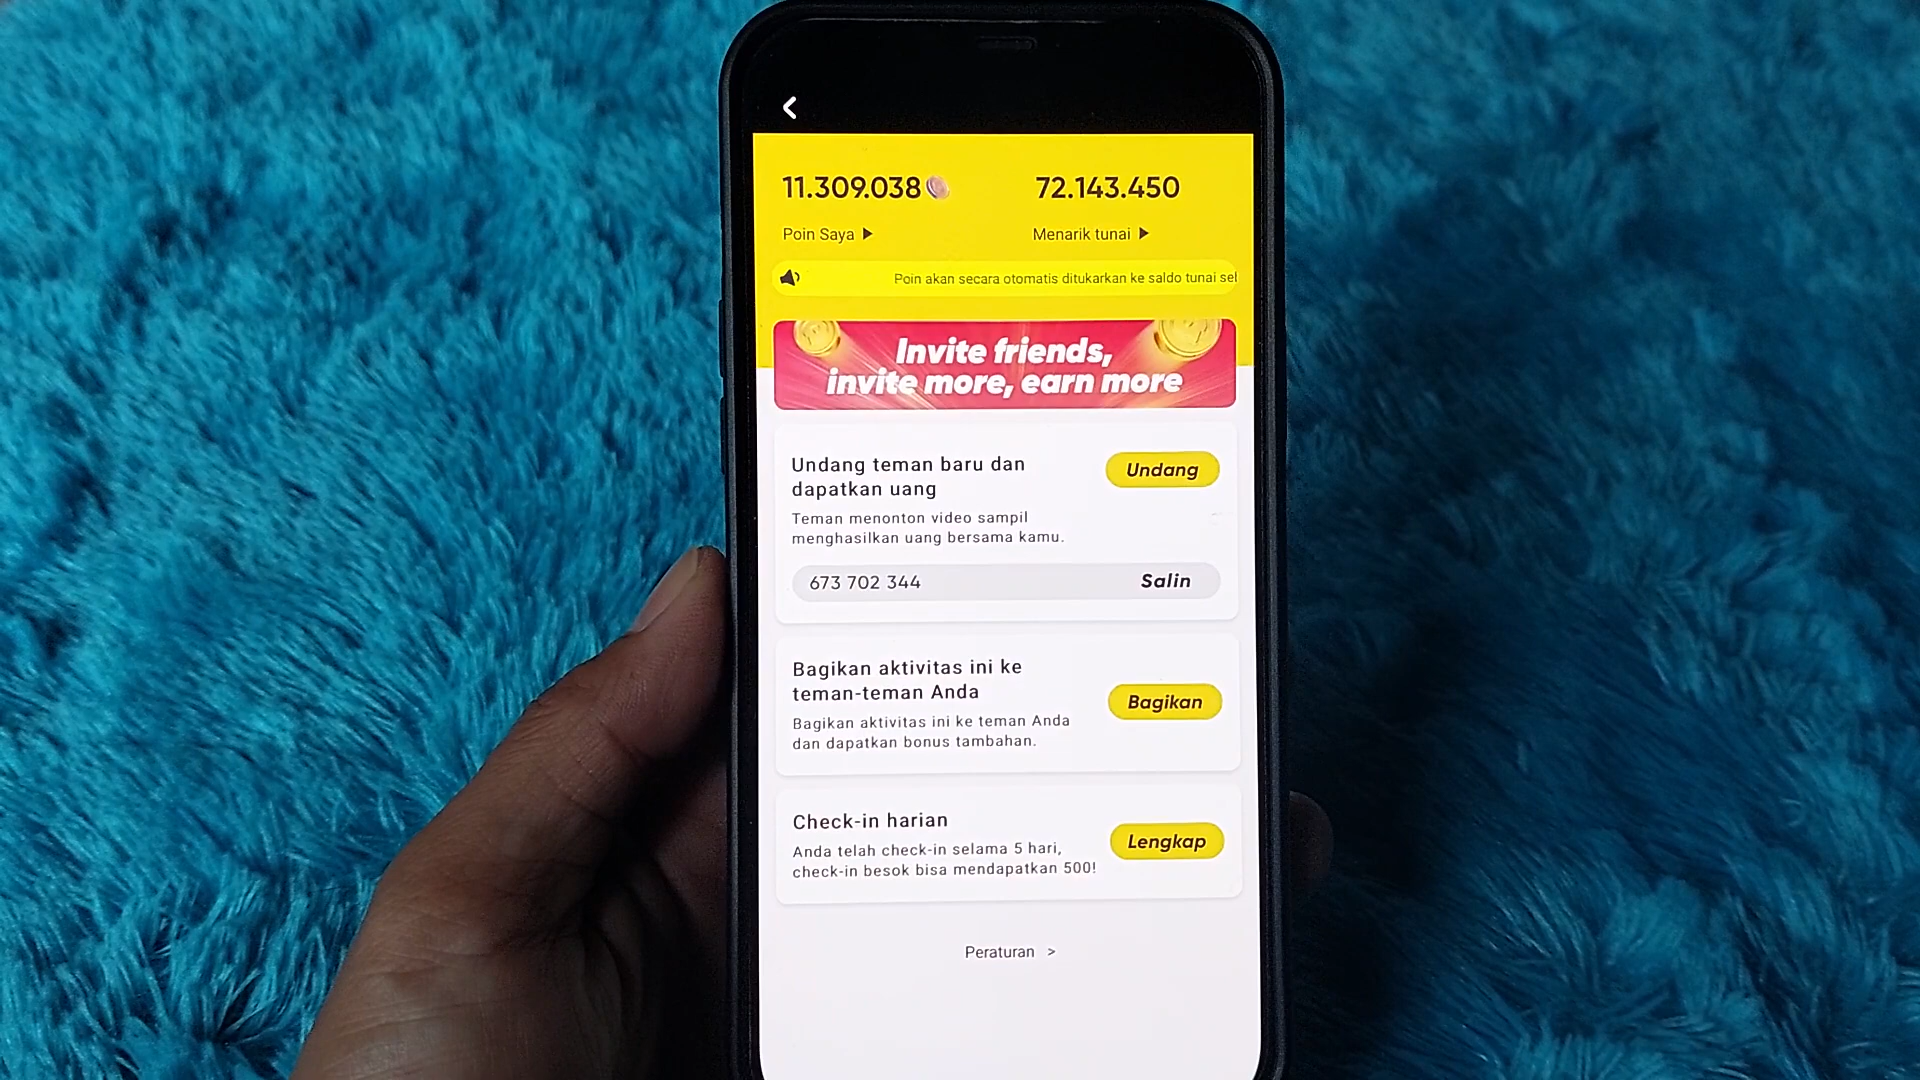 11.309.038
72.143.450
Poin Saya
Menarik tunai
Poin akan secara otomatis ditukarkan ke saldo tunai sel
Invite friends,
invite more, earn more
Undang teman baru dan
dapatkan uang
Undang
Teman menonton video sampil
menghasilkan uang bersama kamu.
673 702 344
Salin
Bagikan aktivitas ini ke
teman-teman Anda
Bagikan
Bagikan aktivitas ini ke teman Anda
dan dapatkan bonus tambahan.
Check-in harian
Lengkap
Anda telah check-in selama 5 hari,
check-in besok bisa mendapatkan 500!
Peraturan >